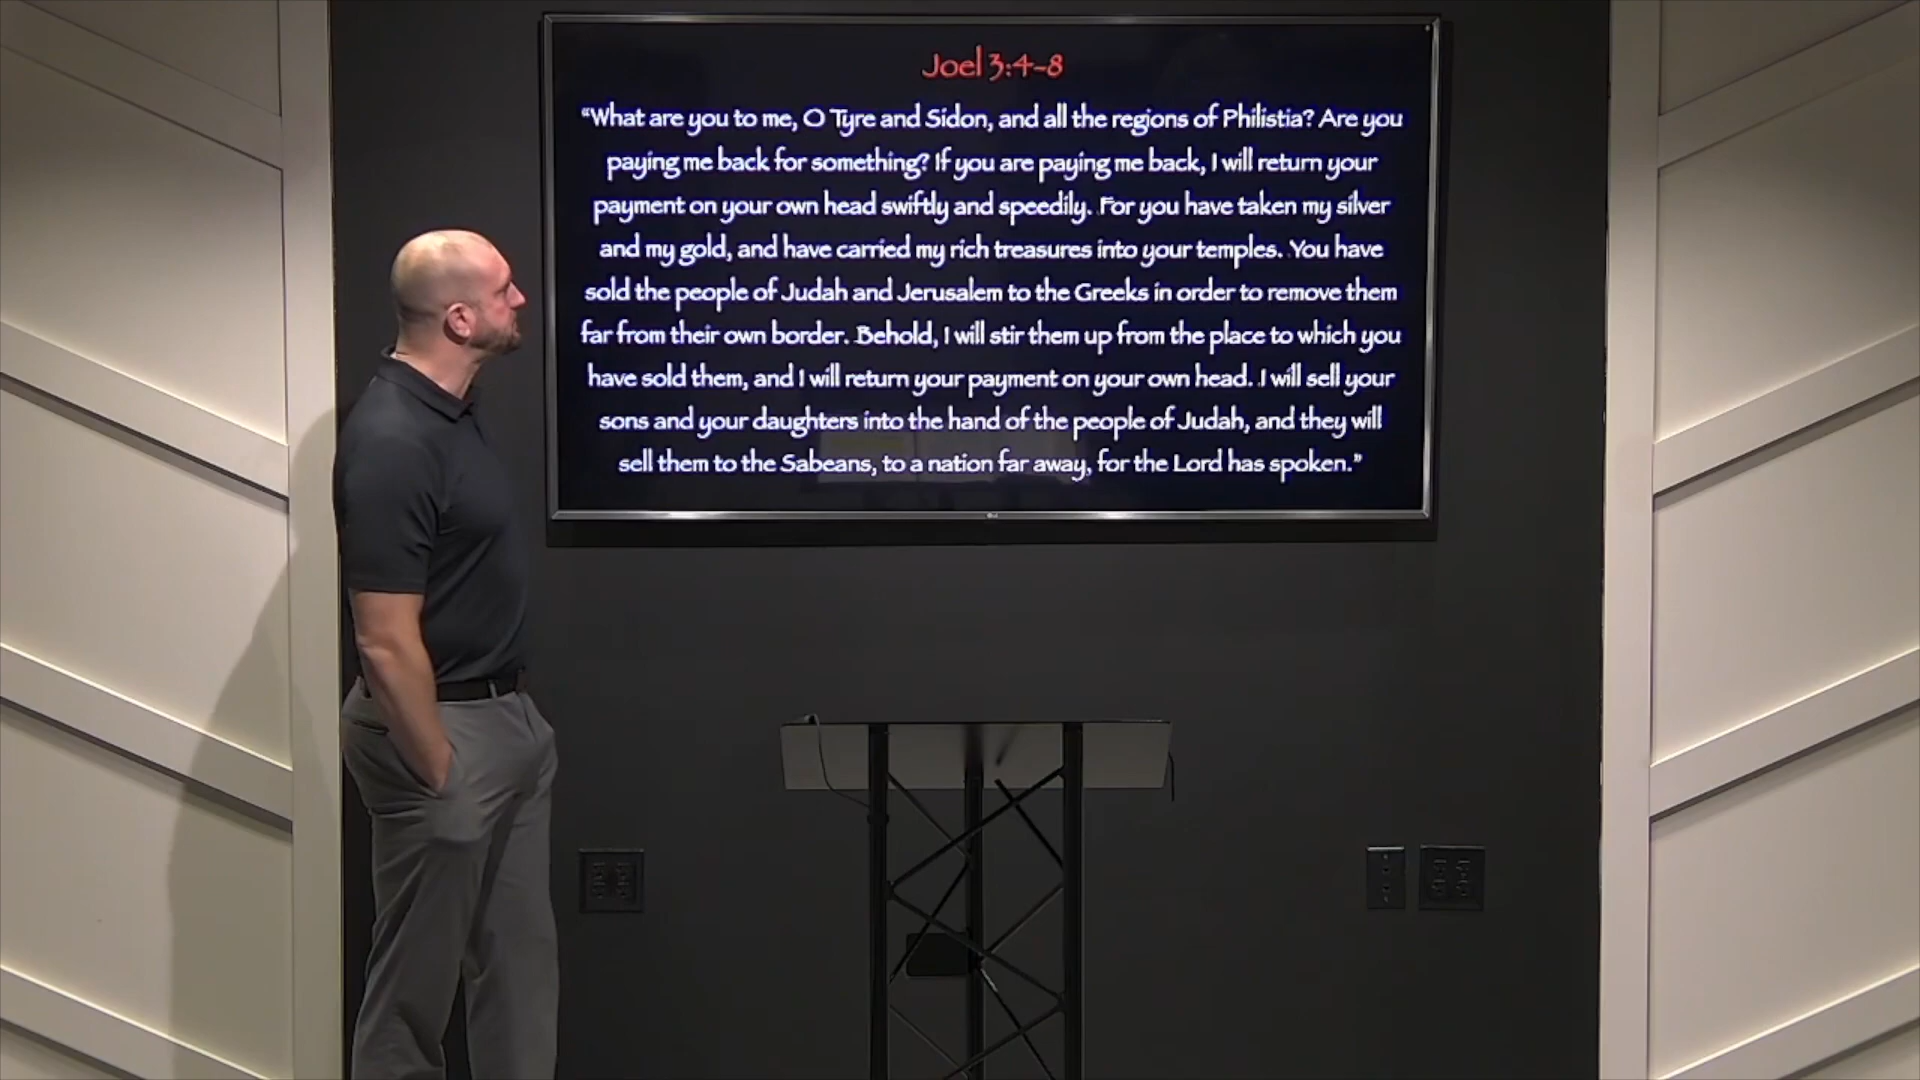 Joel 3:4-8
“What are you to me, O Tyre and Sidon, and all the regions of Philistia? Are you
paying me back for something? If you are paying me back, I will return your
payment on your own head swiftly and speedily. For you have taken my silver
and my gold, and have carried my rich treasures into your temples. You have
sold the people of Judah and Jerusalem to the Greeks in order to remove them
far from their own border. Behold, I will stir them up from the place to which you
have sold them, and I will return your payment on your own head. I will sell your
sons and your daughters into the hand of the people of Judah, and they will
sell them to the Sabeans, to a nation far away, for the Lord has spoken.”